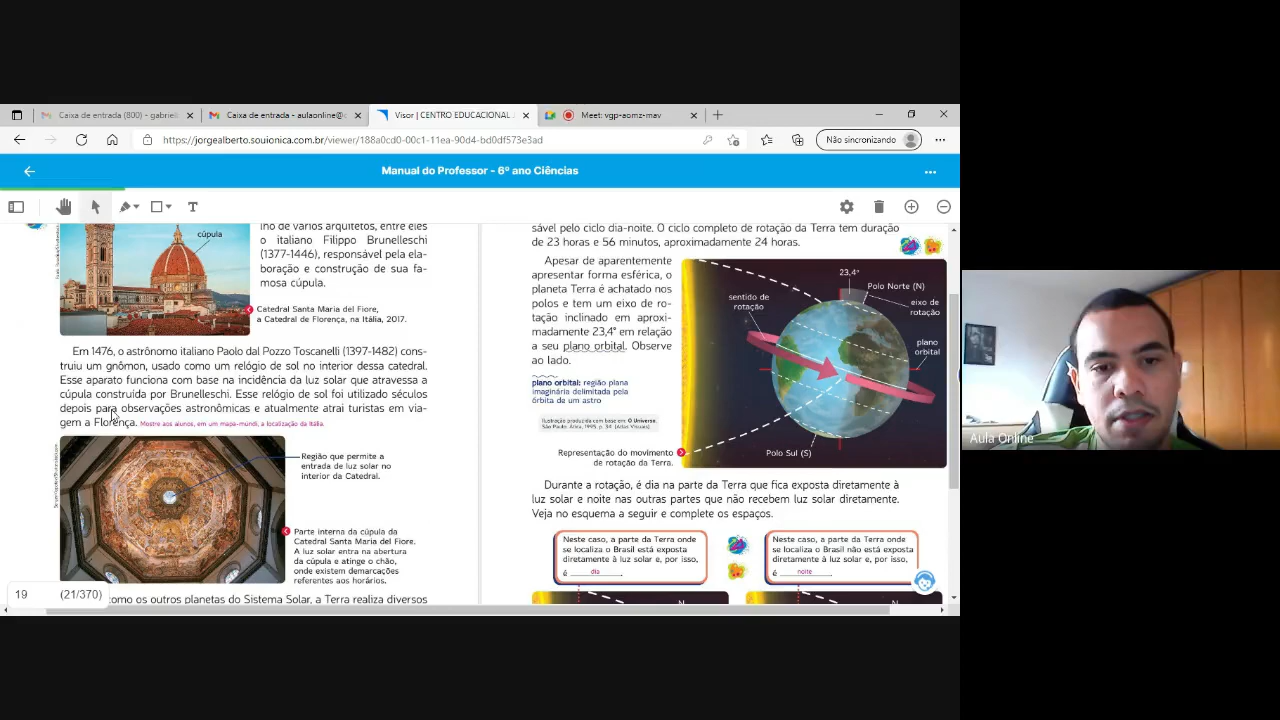 Caixa de entrada (800) - gabriell
Caixa de entrada - aulaonline@c
Visor | CENTRO EDUCACIONAL J
Meet: vgp-aomz-mav
https://jorgealberto.souionica.com.br/viewer/188a0cd0-00c1-11ea-90d4-bd0df573e3ad
Não sincronizando
Manual do Professor - 6º ano Ciências
T
cúpula
lho de vários arquitetos, entre eles
o italiano Filippo Brunelleschi
(1377-1446), responsável pela ela-
boração e construção de sua fa-
mosa cúpula.
Catedral Santa Maria del Fiore,
a Catedral de Florença, na Itália, 2017.
Em 1476, o astrônomo italiano Paolo dal Pozzo Toscanelli (1397-1482) cons-
truiu um gnômon, usado como um relógio de sol no interior dessa catedral.
Esse aparato funciona com base na incidência da luz solar que atravessa a
cúpula construída por Brunelleschi. Esse relógio de sol foi utilizado séculos
depois para observações astronômicas e atualmente atrai turistas em via-
gem a Florença. Mostre aos alunos, em um mapa-múndi, a localização da Itália.
Região que permite a
entrada de luz solar no
interior da Catedral.
Parte interna da cúpula da
Catedral Santa Maria del Fiore.
A luz solar entra na abertura
da cúpula e atinge o chão,
onde existem demarcações
referentes aos horários.
19 (21/370)
como os outros planetas do Sistema Solar, a Terra realiza diversos
sável pelo ciclo dia-noite. O ciclo completo de rotação da Terra tem duração
de 23 horas e 56 minutos, aproximadamente 24 horas.
Apesar de aparentemente
apresentar forma esférica, o
planeta Terra é achatado nos
polos e tem um eixo de ro-
tação inclinado em aproxi-
madamente 23,4° em relação
a seu plano orbital. Observe
ao lado.
plano orbital: região plana
imaginária delimitada pela
órbita de um astro
Ilustração produzida com base em: O Universo.
São Paulo: Ática, 1995. p. 34. (Atlas Visuais).
Representação do movimento
de rotação da Terra.
23,4°
Polo Norte (N)
sentido de
rotação
eixo de
rotação
plano
orbital
Polo Sul (S)
Durante a rotação, é dia na parte da Terra que fica exposta diretamente à
luz solar e noite nas outras partes que não recebem luz solar diretamente.
Veja no esquema a seguir e complete os espaços.
Neste caso, a parte da Terra onde
se localiza o Brasil está exposta
diretamente à luz solar e, por isso,
é dia.
Neste caso, a parte da Terra onde
se localiza o Brasil não está exposta
diretamente à luz solar e, por isso,
é noite.
N
N
Aula Online